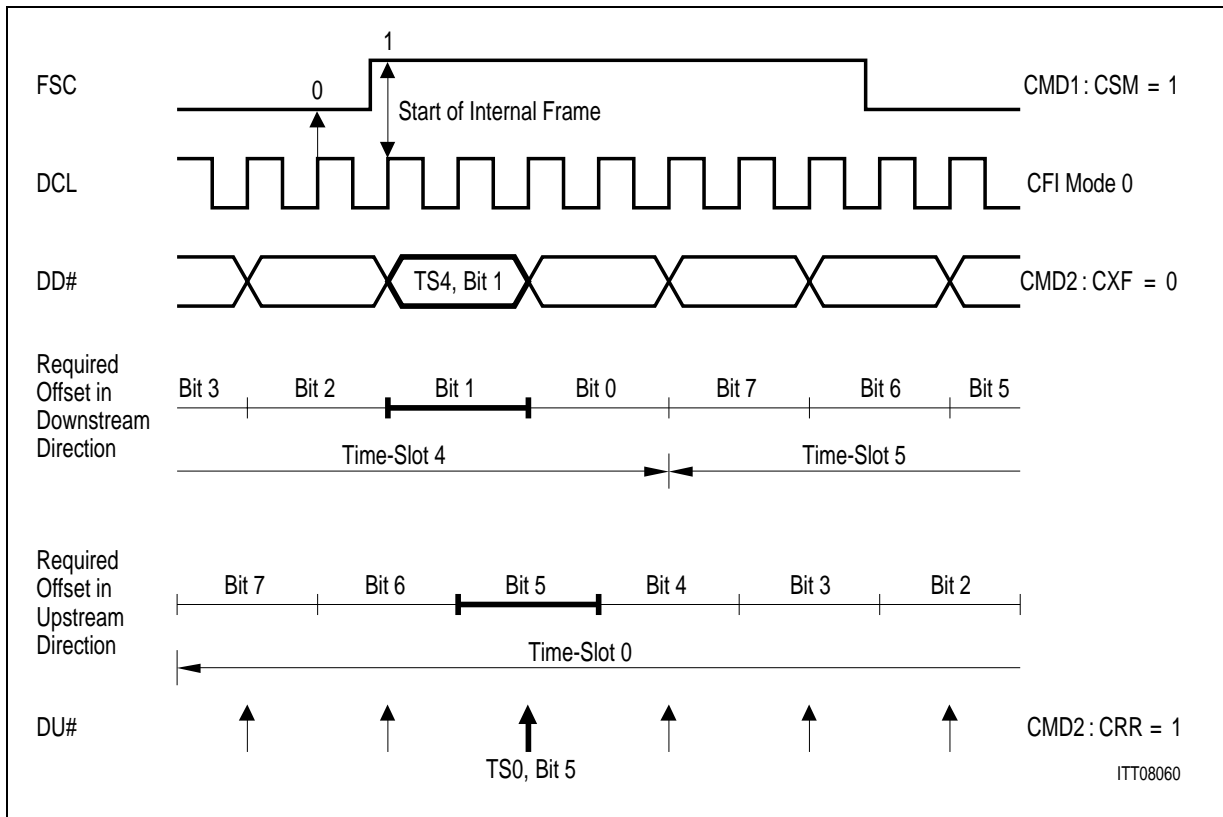 1
FSC
0
CMD1 : CSM = 1
Start of Internal Frame
DCL
CFI Mode 0
DD#
TS4, Bit 1
CMD2 : CXF = 0
Required
Offset in
Downstream
Direction
Bit 3 Bit 2 Bit 1 Bit 0 Bit 7 Bit 6 Bit 5
Time-Slot 4 Time-Slot 5
Required
Offset in
Upstream
Direction
Bit 7 Bit 6 Bit 5 Bit 4 Bit 3 Bit 2
Time-Slot 0
DU#
CMD2 : CRR = 1
TS0, Bit 5
ITT08060